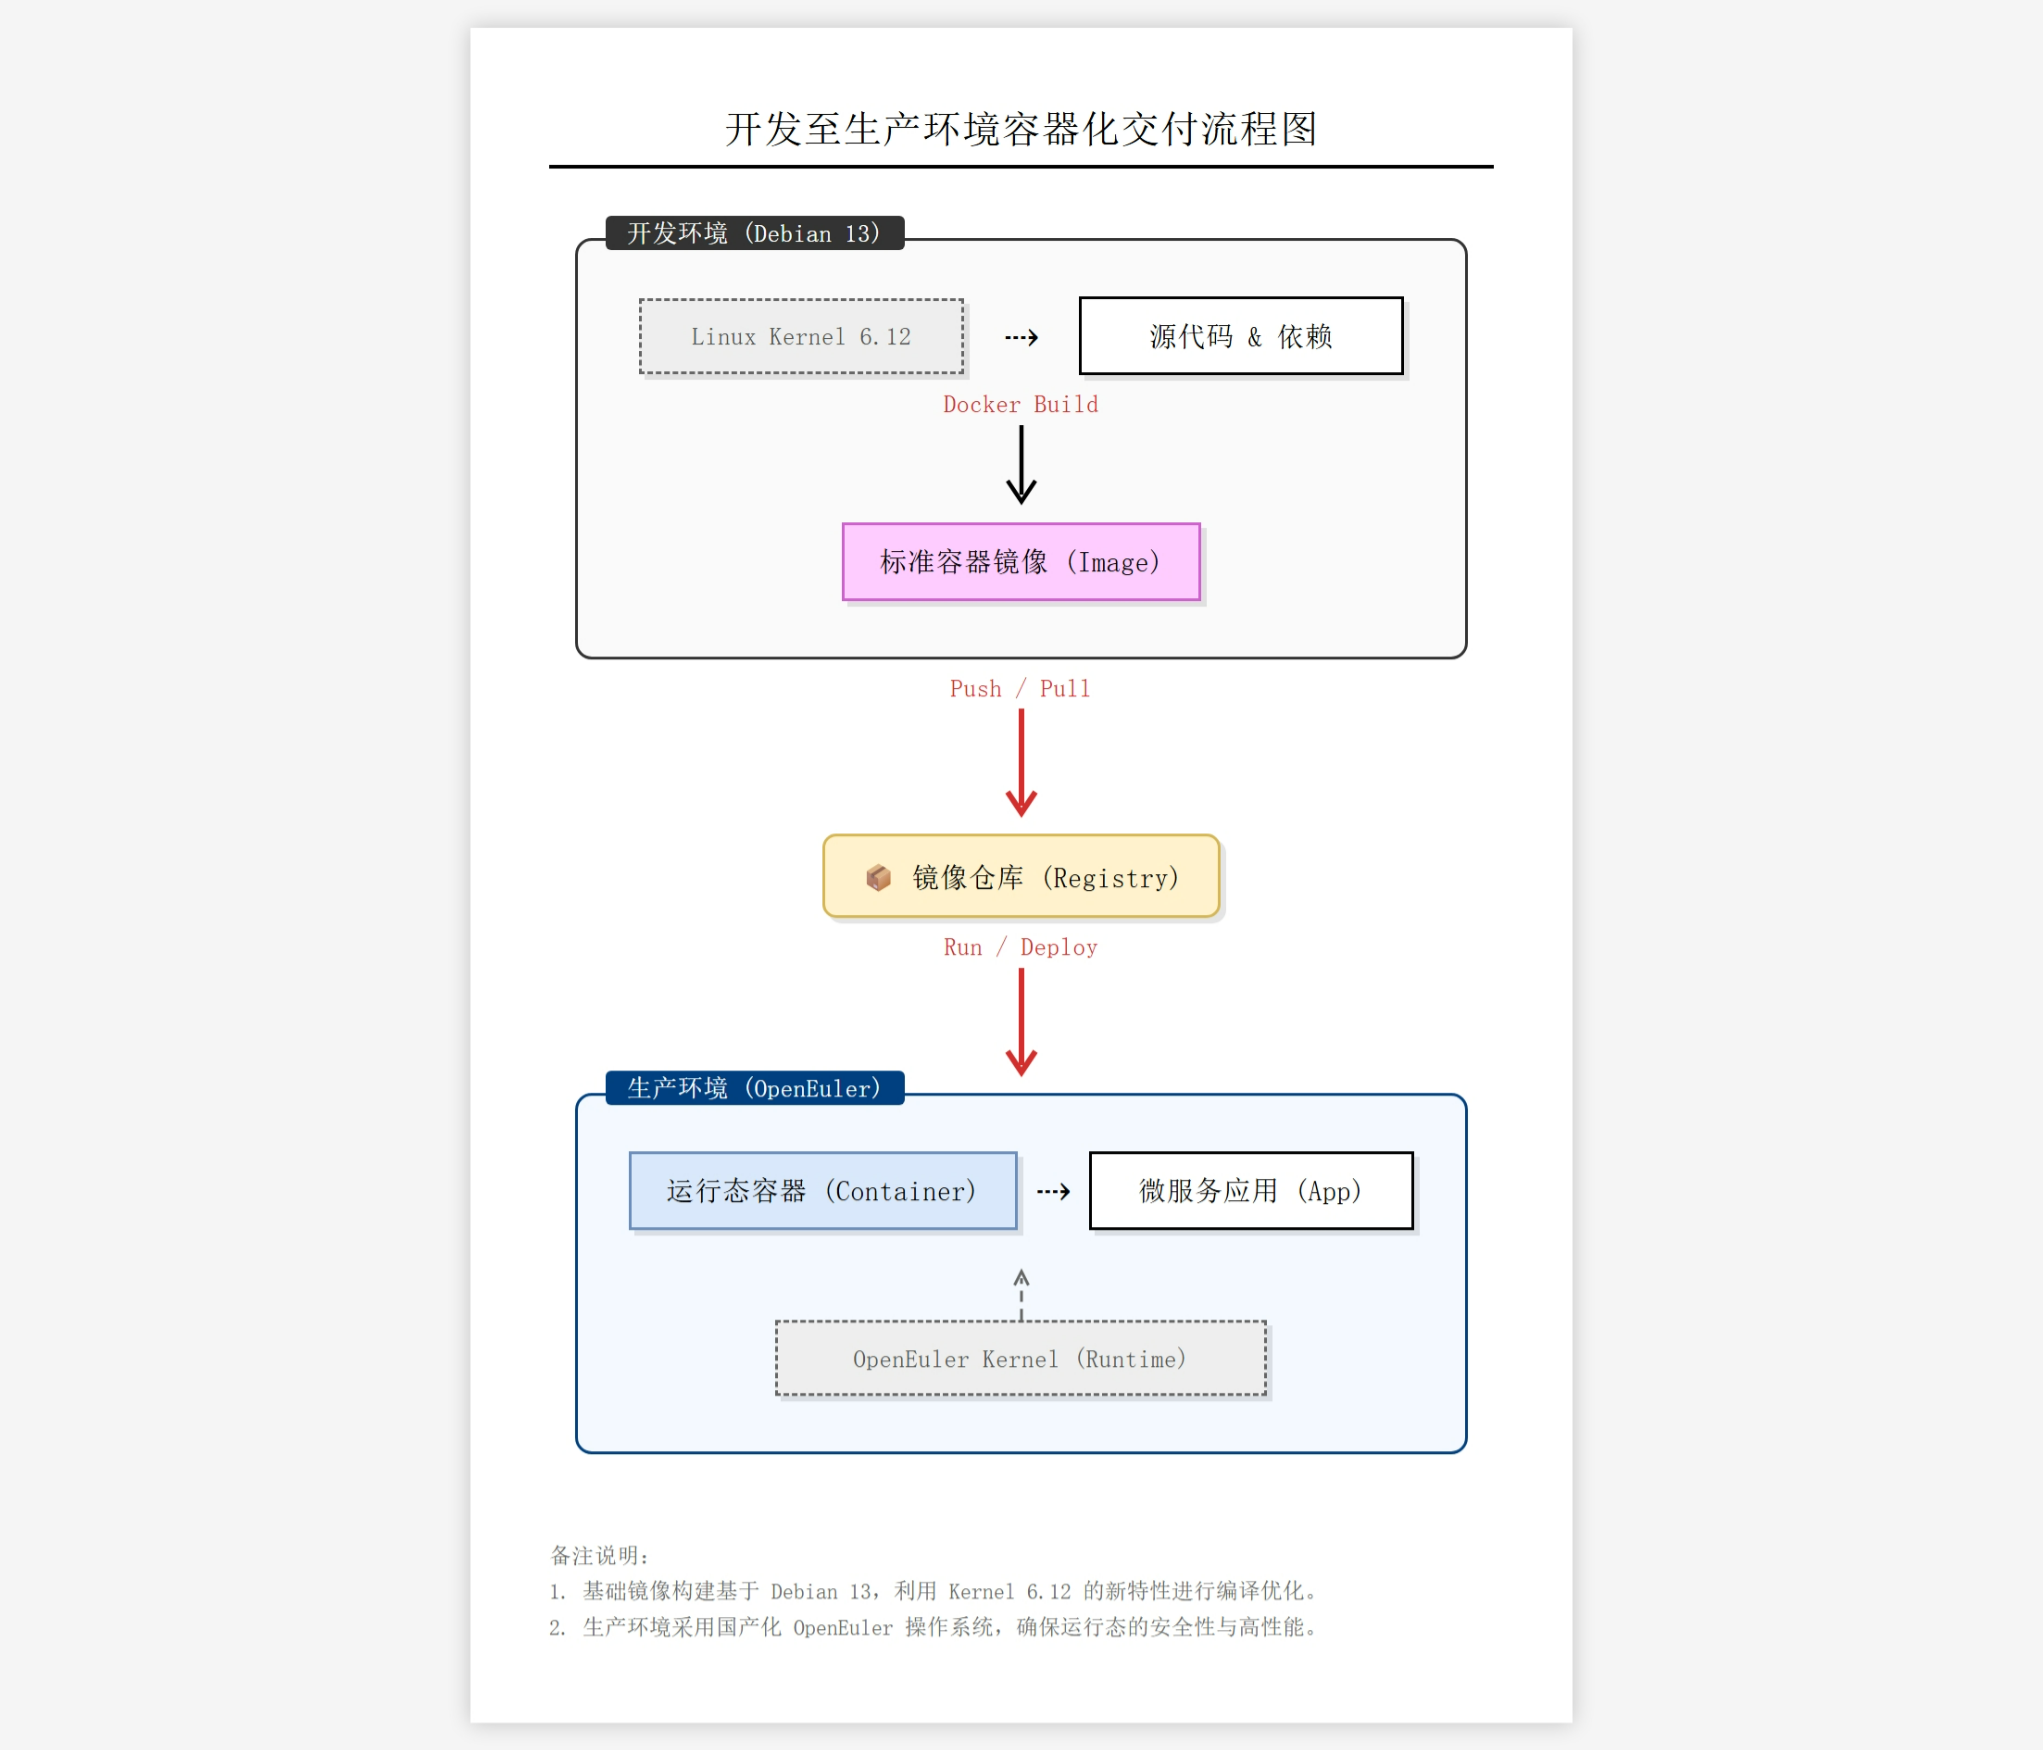 开发至生产环境容器化交付流程图
开发环境 (Debian 13)
Linux Kernel 6.12
源代码 & 依赖
Docker Build
标准容器镜像 (Image)
Push / Pull
📦 镜像仓库 (Registry)
Run / Deploy
生产环境 (OpenEuler)
运行态容器 (Container)
微服务应用 (App)
OpenEuler Kernel (Runtime)
备注说明：
1. 基础镜像构建基于 Debian 13，利用 Kernel 6.12 的新特性进行编译优化。
2. 生产环境采用国产化 OpenEuler 操作系统，确保运行态的安全性与高性能。